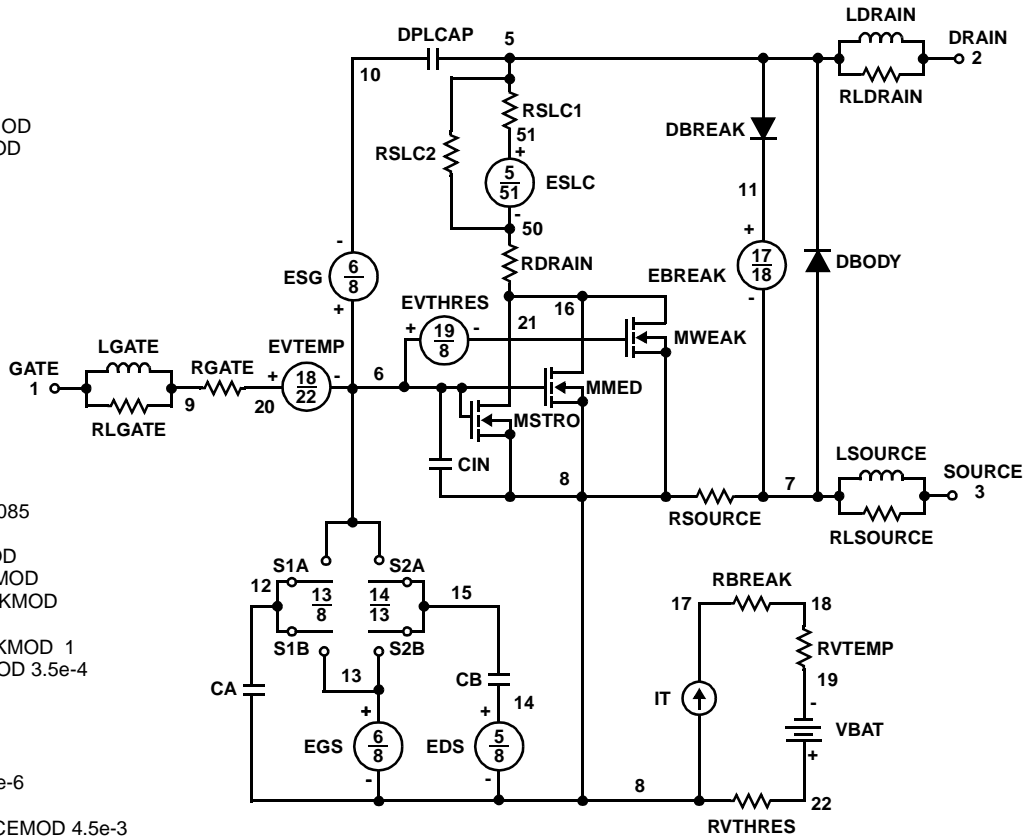 LDRAIN
DPLCAP
5
DRAIN
2
10
RLDRAIN
OD
OD
RSLC1
DBREAK
51
RSLC2
+
5
51
ESLC
11
-
50
+
-
RDRAIN
17
18
DBODY
EBREAK
6
8
ESG
16
-
EVTHRES
+
21
+
19
8
-
MWEAK
LGATE
EVTEMP
GATE
1
RGATE
+
18
22
-
6
MMED
9
20
MSTRO
RLGATE
LSOURCE
CIN
8
7
SOURCE
3
085
RSOURCE
RLSOURCE
OD
MOD
KMOD
S1A
S2A
12
13
8
14
13
15
RBREAK
17
18
KMOD 1
OD 3.5e-4
S1B
S2B
RVTEMP
13
CB
19
CA
14
IT
-
+
+
VBAT
EGS
6
8
EDS
5
8
+
e-6
-
-
8
22
CEMOD 4.5e-3
RVTHRES